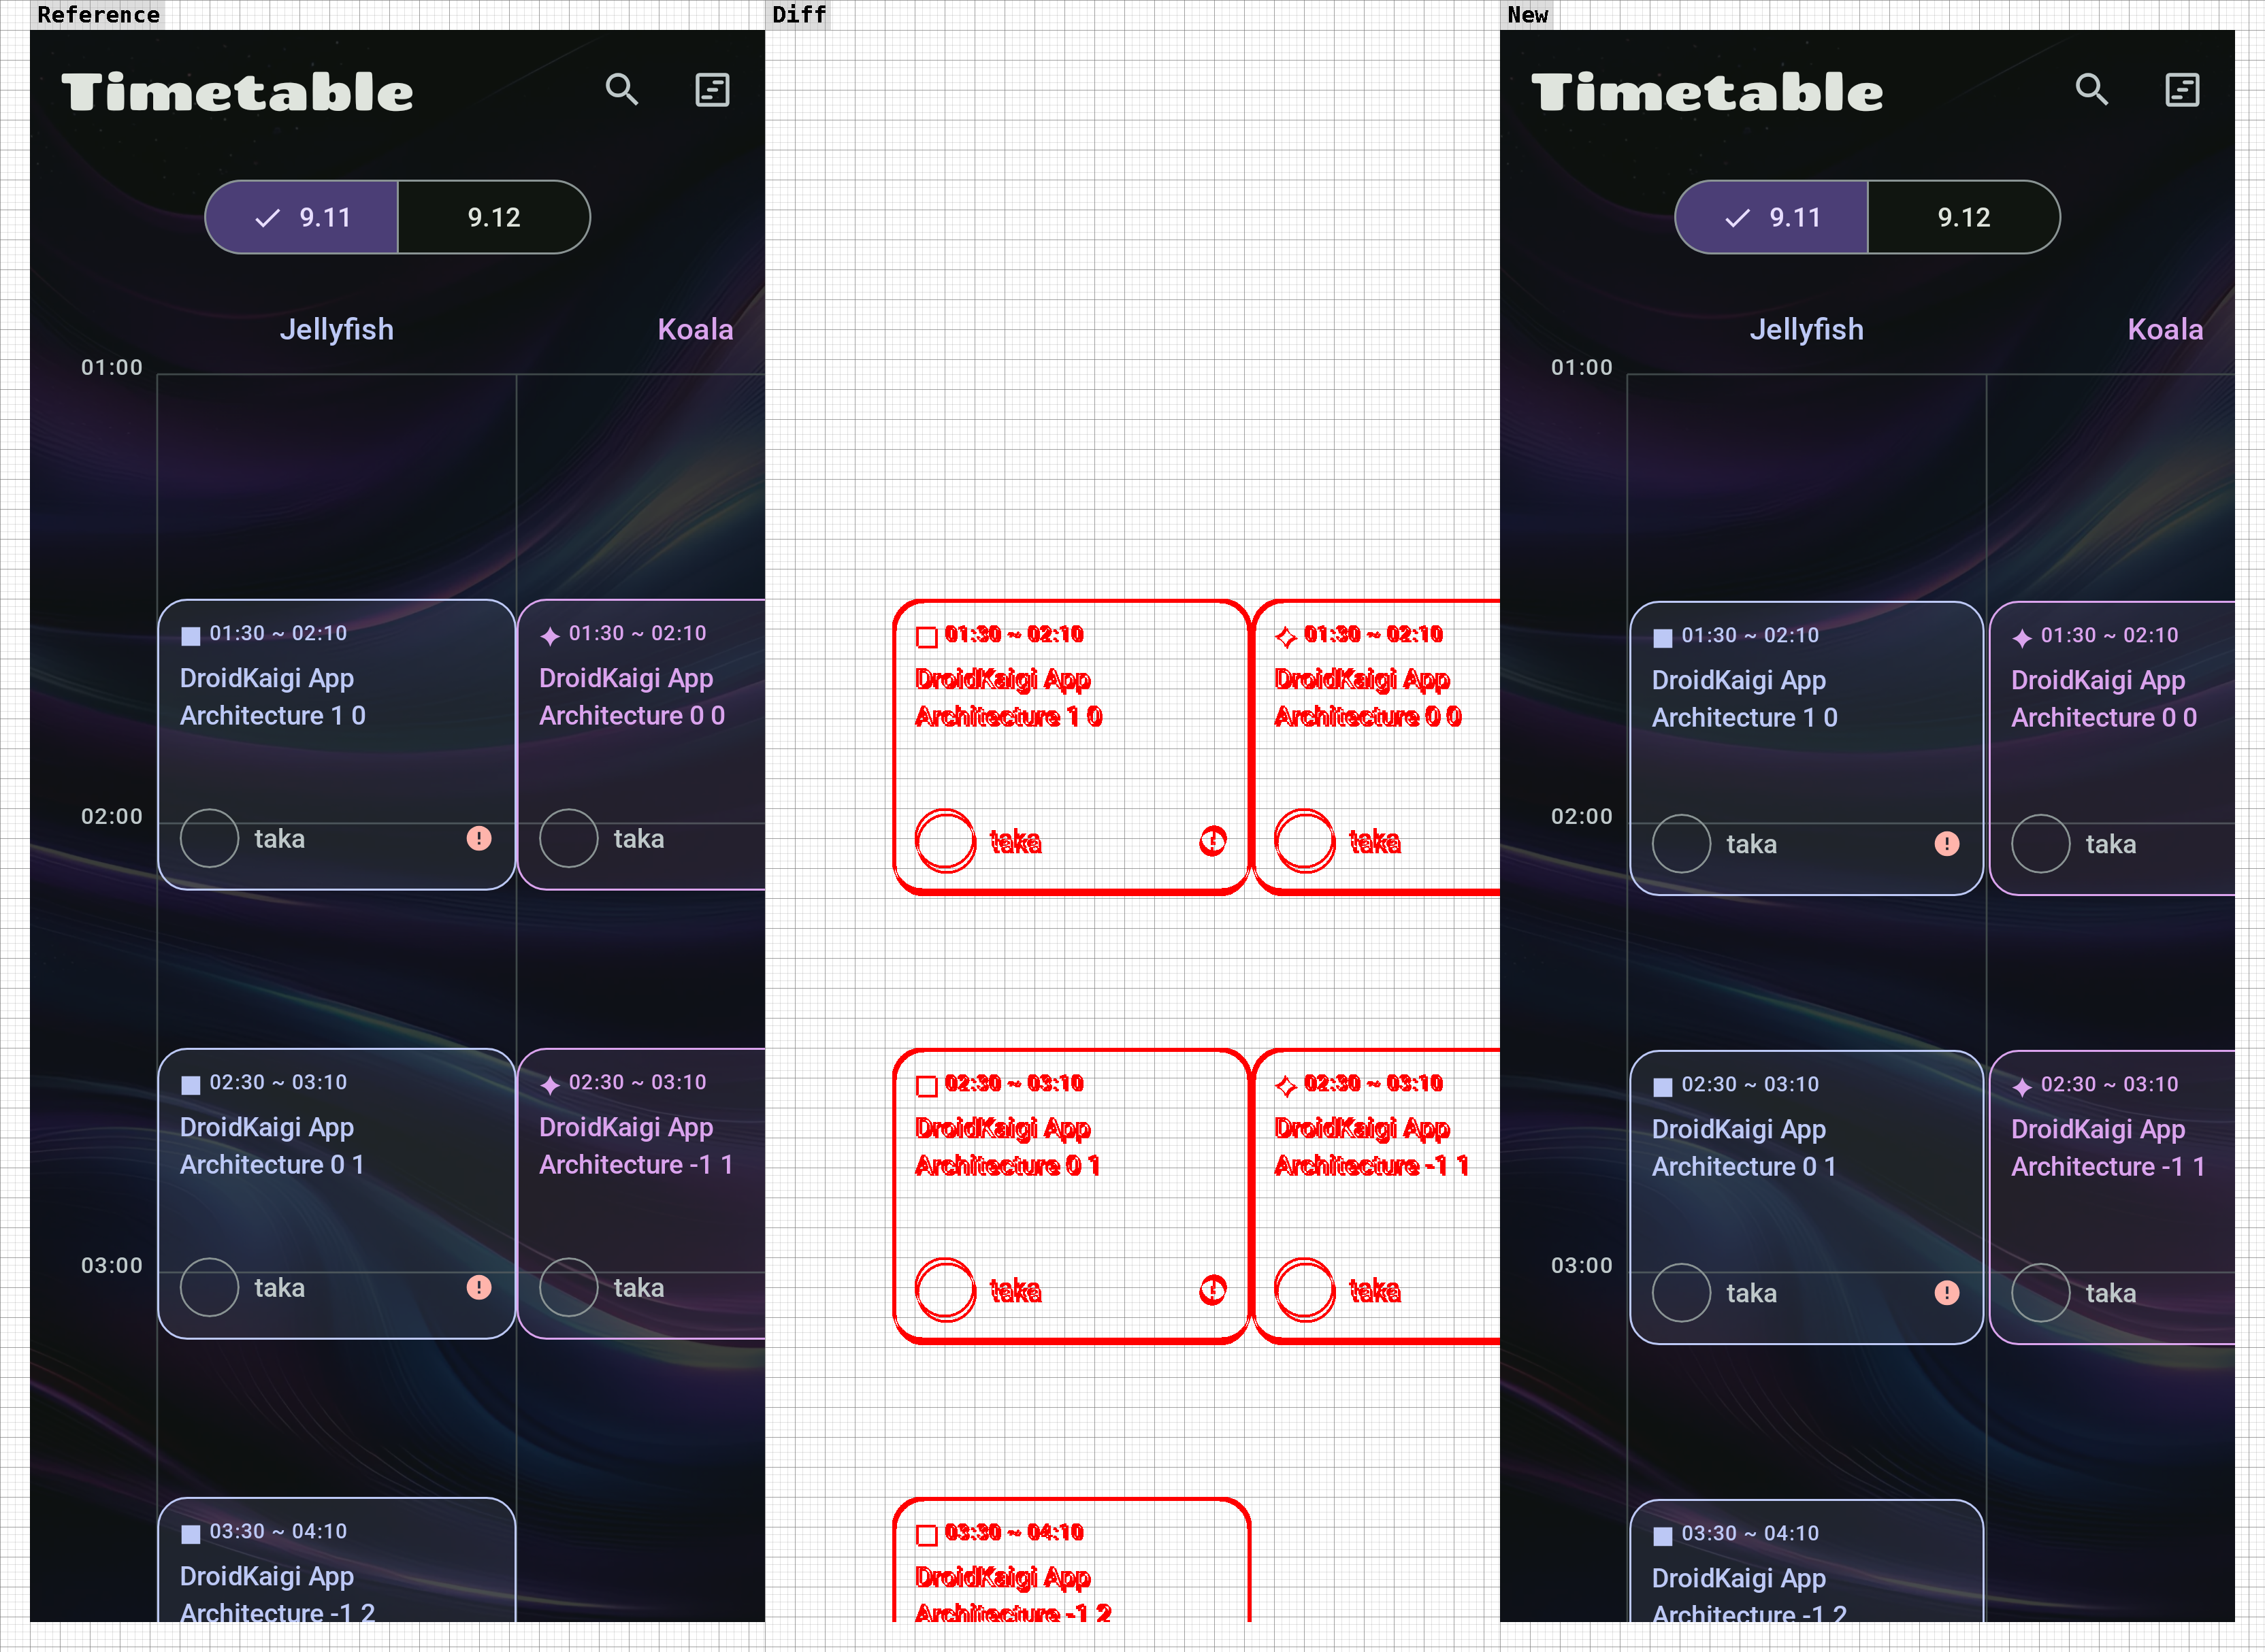 Reference
Timetable
9.11
9.12
Jellyfish
Koala
01:00
01:30 ~ 02:10
DroidKaigi App
Architecture 1 0
01:30 ~ 02:10
DroidKaigi App
Architecture 0 0
02:00
taka
!
taka
02:30 ~ 03:10
DroidKaigi App
Architecture 0 1
02:30 ~ 03:10
DroidKaigi App
Architecture -1 1
03:00
taka
!
taka
03:30 ~ 04:10
DroidKaigi App
Architecture -1 2
Diff
01:30 ~ 02:10
DroidKaigi App
Architecture 1 0
01:30 ~ 02:10
DroidKaigi App
Architecture 0 0
taka
!
taka
02:30 ~ 03:10
DroidKaigi App
Architecture 0 1
02:30 ~ 03:10
DroidKaigi App
Architecture -1 1
taka
!
taka
03:30 ~ 04:10
DroidKaigi App
Architecture -1 2
New
Timetable
9.11
9.12
Jellyfish
Koala
01:00
01:30 ~ 02:10
DroidKaigi App
Architecture 1 0
01:30 ~ 02:10
DroidKaigi App
Architecture 0 0
02:00
taka
!
taka
02:30 ~ 03:10
DroidKaigi App
Architecture 0 1
02:30 ~ 03:10
DroidKaigi App
Architecture -1 1
03:00
taka
!
taka
03:30 ~ 04:10
DroidKaigi App
Architecture -1 2